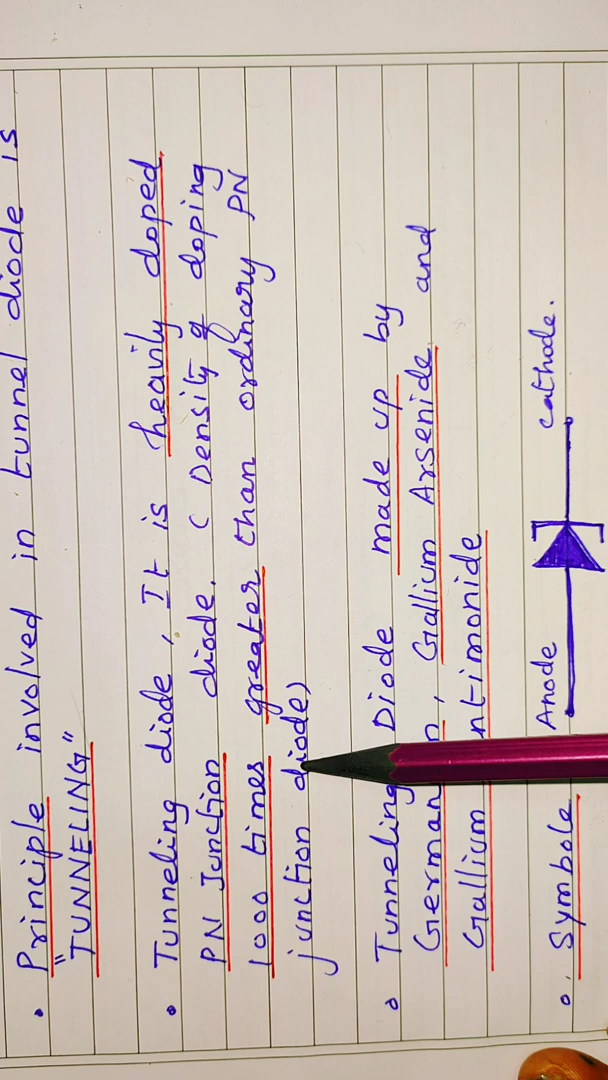 • Principle involved in tunnel diode is
"TUNNELING"
• Tunneling diode, It is heavily doped
PN Junction diode. (Density of doping
1000 times greater than ordinary PN
junction diode)
• Tunneling Diode made up by
German, Gallium Arsenide and
Gallium ntimonide
• Symbole
Anode
cathode.